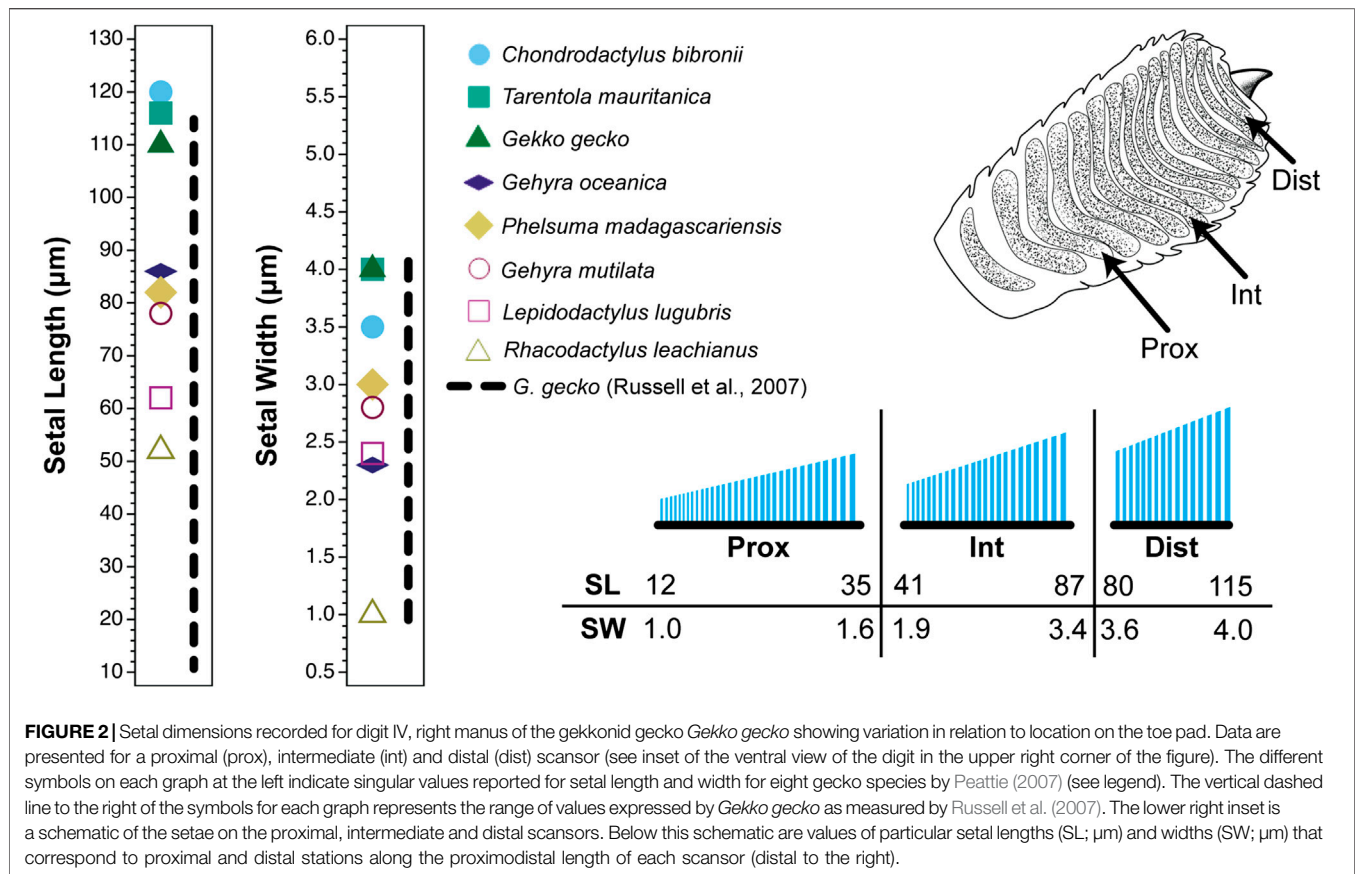 Setal Length (µm)
130
120
110
100
90
80
70
60
50
40
30
20
10
Setal Width (µm)
6.0
5.5
5.0
4.5
4.0
3.5
3.0
2.5
2.0
1.5
1.0
0.5
Chondrodactylus bibronii
Tarentola mauritanica
Gekko gecko
Gehyra oceanica
Phelsuma madagascariensis
Gehyra mutilata
Lepidodactylus lugubris
Rhacodactylus leachianus
G. gecko (Russell et al., 2007)
Dist
Int
Prox
Prox Int Dist
SL 12 35 41 87 80 115
SW 1.0 1.6 1.9 3.4 3.6 4.0
FIGURE 2 | Setal dimensions recorded for digit IV, right manus of the gekkonid gecko Gekko gecko showing variation in relation to location on the toe pad. Data are
presented for a proximal (prox), intermediate (int) and distal (dist) scansor (see inset of the ventral view of the digit in the upper right corner of the figure). The different
symbols on each graph at the left indicate singular values reported for setal length and width for eight gecko species by Peattie (2007) (see legend). The vertical dashed
line to the right of the symbols for each graph represents the range of values expressed by Gekko gecko as measured by Russell et al. (2007). The lower right inset is
a schematic of the setae on the proximal, intermediate and distal scansors. Below this schematic are values of particular setal lengths (SL; µm) and widths (SW; µm) that
correspond to proximal and distal stations along the proximodistal length of each scansor (distal to the right).